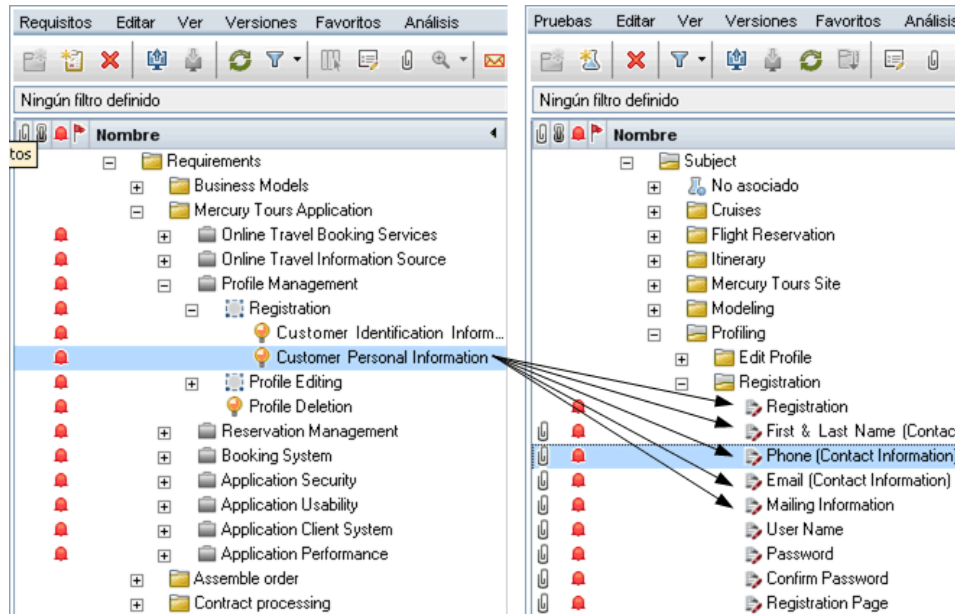 Requisitos Editar Ver Versiones Favoritos Análisis
Ningún filtro definido
Nombre
tos
Requirements
Business Models
Mercury Tours Application
Online Travel Booking Services
Online Travel Information Source
Profile Management
Registration
Customer Identification Inform...
Customer Personal Information
Profile Editing
Profile Deletion
Reservation Management
Booking System
Application Security
Application Usability
Application Client System
Application Performance
Assemble order
Contract processing
Pruebas Editar Ver Versiones Favoritos Análisis
Ningún filtro definido
Nombre
Subject
No asociado
Cruises
Flight Reservation
Itinerary
Mercury Tours Site
Modeling
Profiling
Edit Profile
Registration
Registration
First & Last Name (Contac
Phone (Contact Information)
Email (Contact Information)
Mailing Information
User Name
Password
Confirm Password
Registration Page